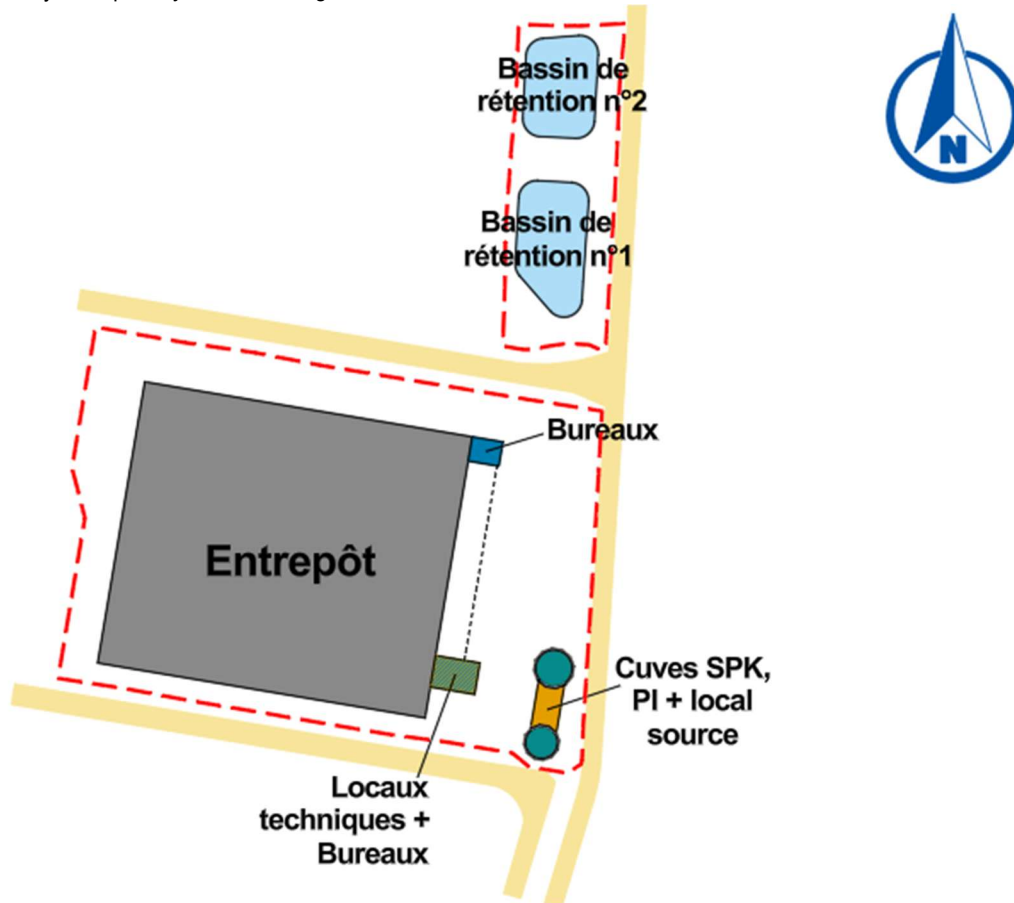 Bassin de
rétention n°2
N
Bassin de
rétention n°1
Bureaux
Entrepôt
Cuves SPK,
PI + local
source
Locaux
techniques +
Bureaux